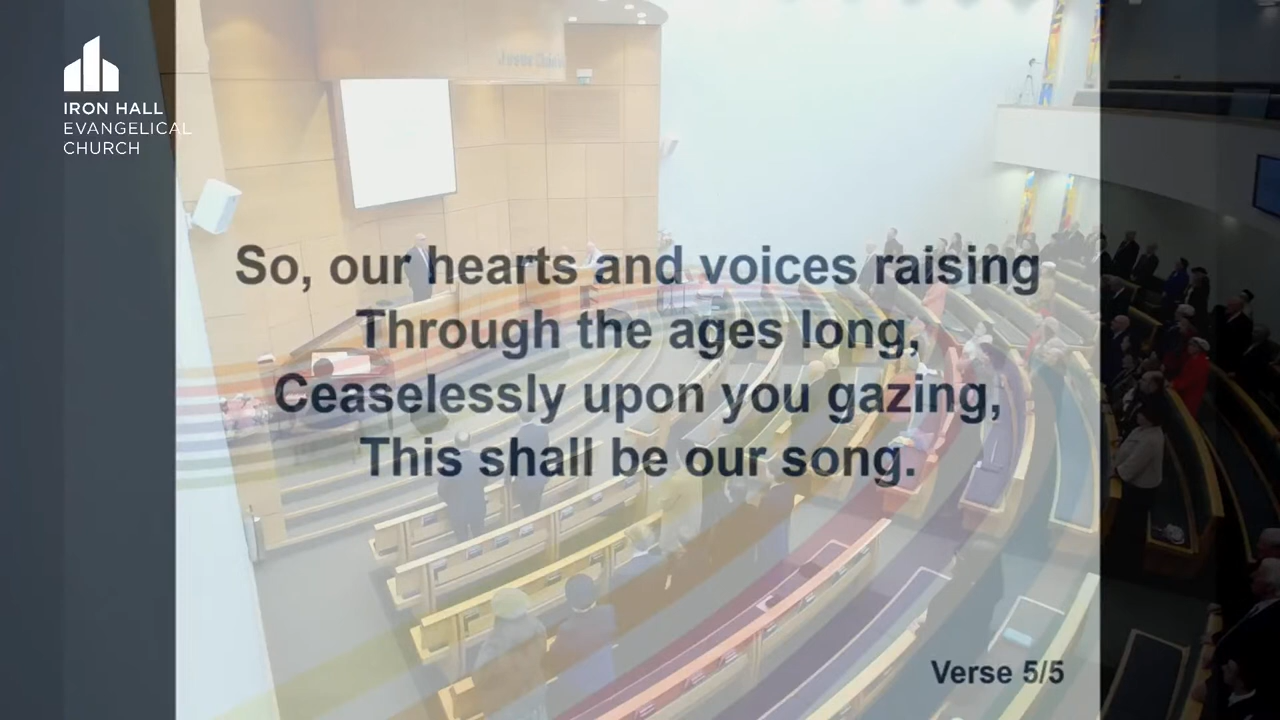 IRON HALL
EVANGELICAL
CHURCH
So, our hearts and voices raising
Through the ages long,
Ceaselessly upon you gazing,
This shall be our song.
Verse 5/5